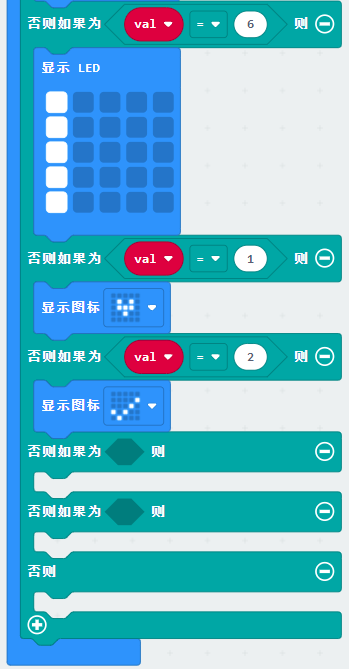 否则如果为 val = 6 则
显示 LED
否则如果为 val = 1 则
显示图标
否则如果为 val = 2 则
显示图标
否则如果为 则
否则如果为 则
否则